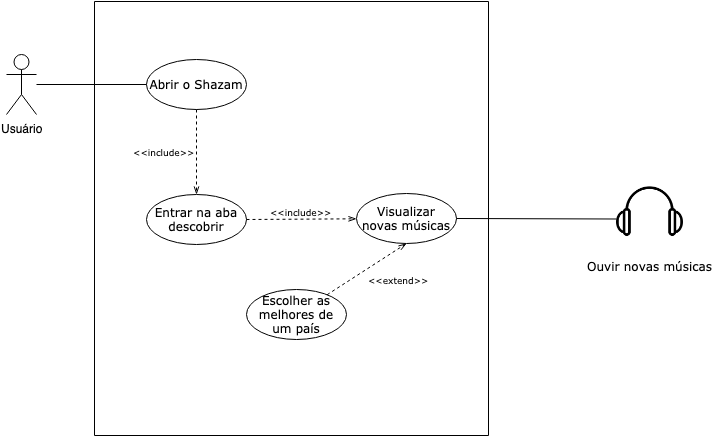 Abrir o Shazam
Usuário
<<include>>
Entrar na aba
descobrir
<<include>>
Visualizar
novas músicas
Ouvir novas músicas
<<extend>>
Escolher as
melhores de
um país